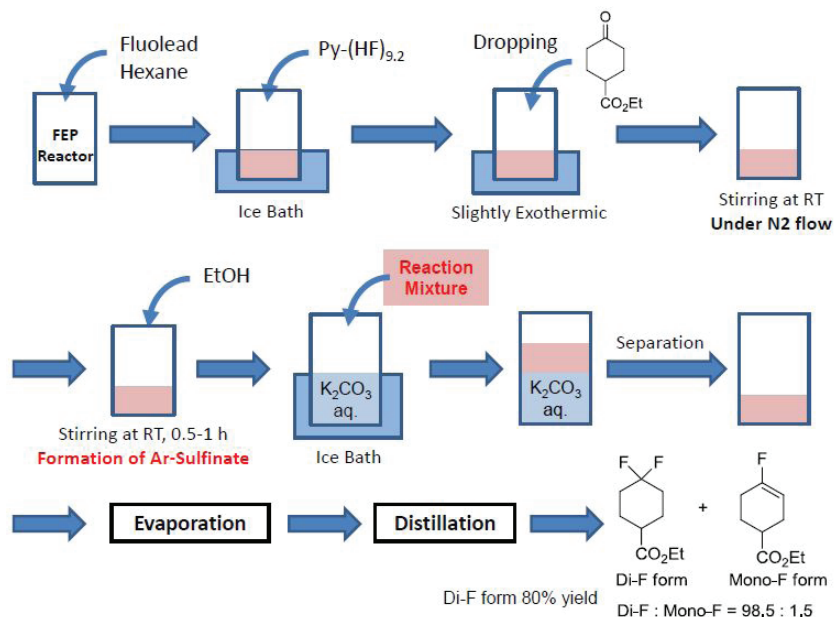 Fluolead
Hexane
Py-(HF)9.2
Dropping
O
CO2Et
FEP
Reactor
Ice Bath
Slightly Exothermic
Stirring at RT
Under N2 flow
EtOH
Reaction
Mixture
Separation
K2CO3
aq.
K2CO3
aq.
Stirring at RT, 0.5-1 h
Formation of Ar-Sulfinate
Ice Bath
Evaporation
Distillation
F F
F
+
CO2Et
CO2Et
Di-F form
Mono-F form
Di-F form 80% yield
Di-F : Mono-F = 98,5 : 1,5